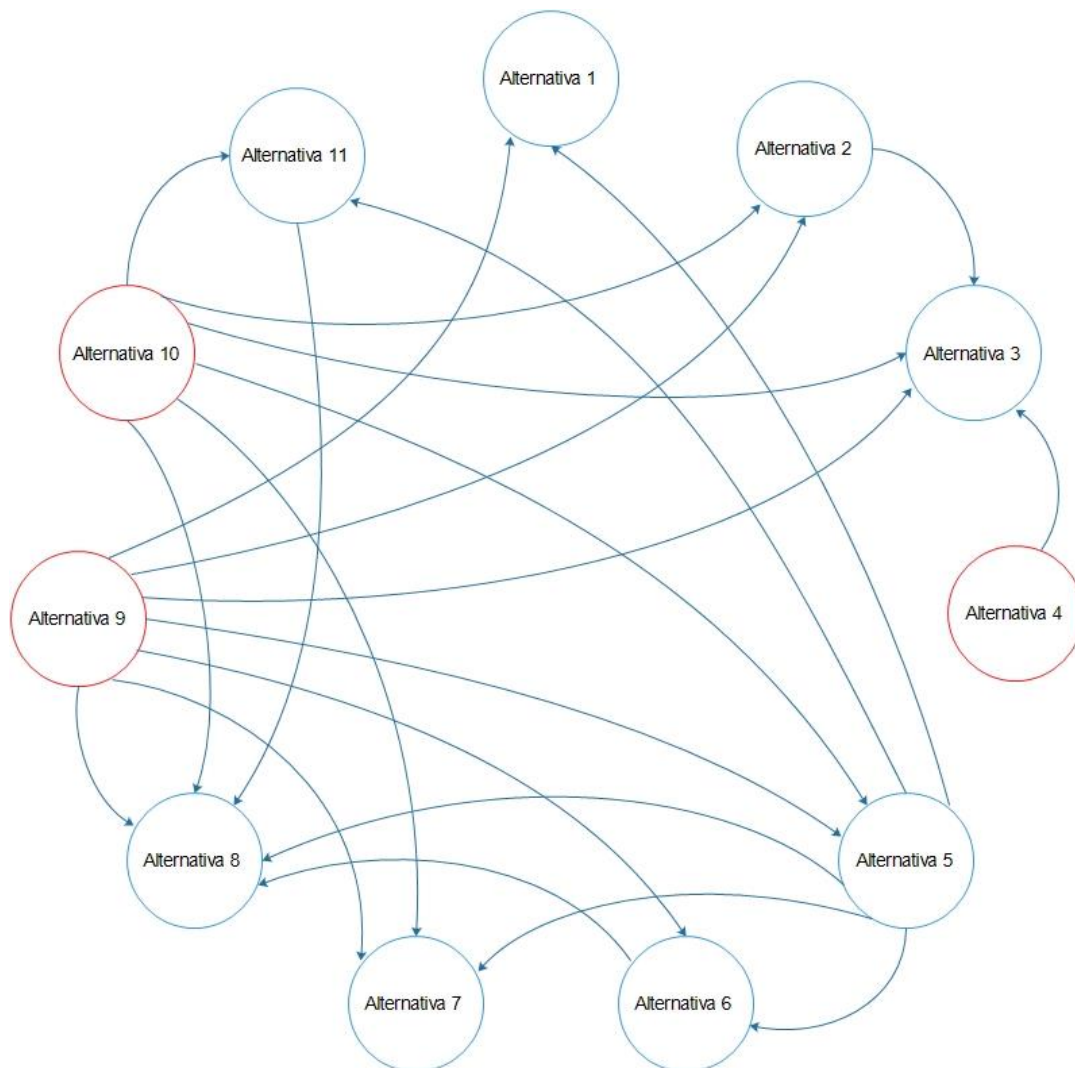 Alternativa 1
Alternativa 2
Alternativa 11
Alternativa 10
Alternativa 3
Alternativa 9
Alternativa 4
Alternativa 8
Alternativa 5
Alternativa 7
Alternativa 6